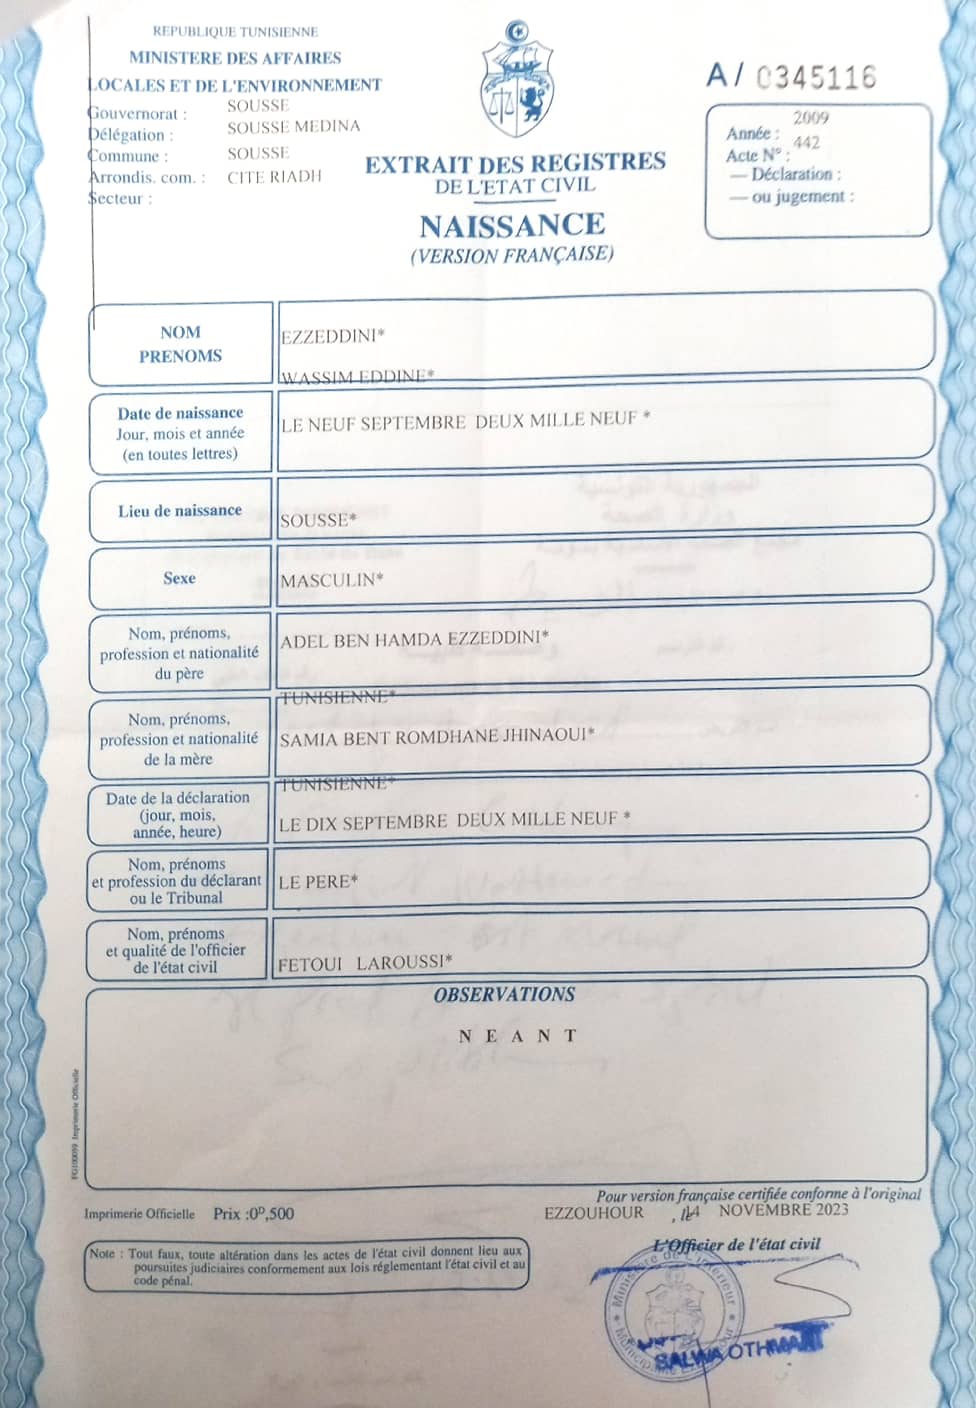 REPUBLIQUE TUNISIENNE
MINISTERE DES AFFAIRES
LOCALES ET DE L'ENVIRONNEMENT
Gouvernorat : SOUSSE
Délégation : SOUSSE MEDINA
Commune : SOUSSE
Arrondis. com. : CITE RIADH
Secteur :
A/ 0345116
Année : 2009
Acte N° : 442
— Déclaration :
— ou jugement :
EXTRAIT DES REGISTRES
DE L'ETAT CIVIL
NAISSANCE
(VERSION FRANÇAISE)
NOM
PRENOMS
EZZEDDINI*
WASSIM EDDINE*
Date de naissance
Jour, mois et année
(en toutes lettres)
LE NEUF SEPTEMBRE DEUX MILLE NEUF *
Lieu de naissance
SOUSSE*
Sexe
MASCULIN*
Nom, prénoms,
profession et nationalité
du père
ADEL BEN HAMDA EZZEDDINI*
TUNISIENNE*
Nom, prénoms,
profession et nationalité
de la mère
SAMIA BENT ROMDHANE JHINAOUI*
TUNISIENNE*
Date de la déclaration
(jour, mois,
année, heure)
LE DIX SEPTEMBRE DEUX MILLE NEUF *
Nom, prénoms
et profession du déclarant
ou le Tribunal
LE PERE*
Nom, prénoms
et qualité de l'officier
de l'état civil
FETOUI LAROUSSI*
OBSERVATIONS
N E A N T
FG100099 Imprimerie Officielle
Imprimerie Officielle Prix :0ᴰ,500
Pour version française certifiée conforme à l'original
EZZOUHOUR , le 14 NOVEMBRE 2023
L'Officier de l'état civil
Note : Tout faux, toute altération dans les actes de l'état civil donnent lieu aux
poursuites judiciaires conformement aux lois réglementant l'état civil et au
code pénal.
Ministère de l'Intérieur
SALWA OTHMANI